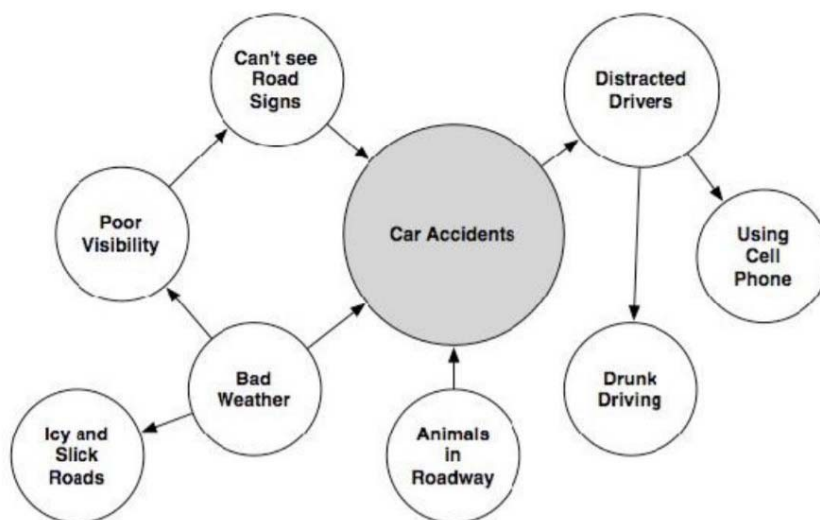 Can't see
Road
Signs
Distracted
Drivers
Poor
Visibility
Car Accidents
Using
Cell
Phone
Bad
Weather
Drunk
Driving
Icy and
Slick
Roads
Animals
in
Roadway